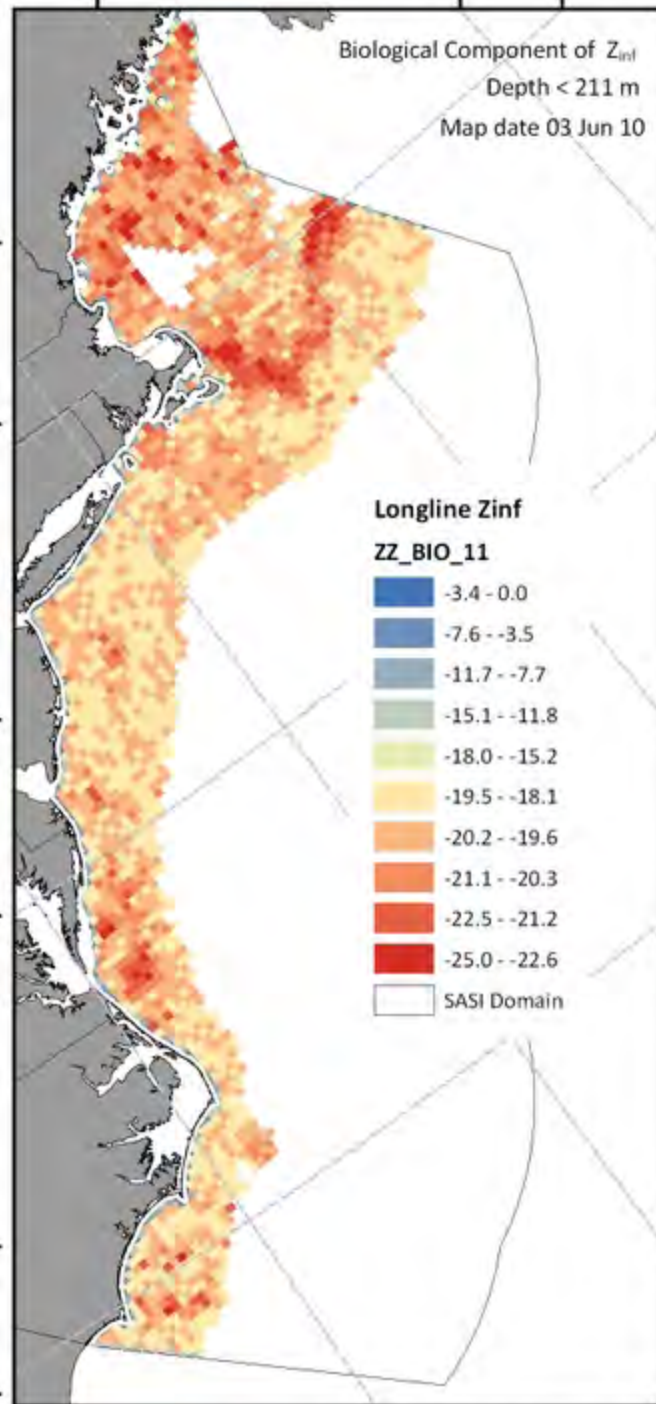 Biological Component of Zinf
Depth < 211 m
Map date 03 Jun 10
Longline Zinf
ZZ_BIO_11
-3.4 - 0.0
-7.6 - -3.5
-11.7 - -7.7
-15.1 - -11.8
-18.0 - -15.2
-19.5 - -18.1
-20.2 - -19.6
-21.1 - -20.3
-22.5 - -21.2
-25.0 - -22.6
SASI Domain